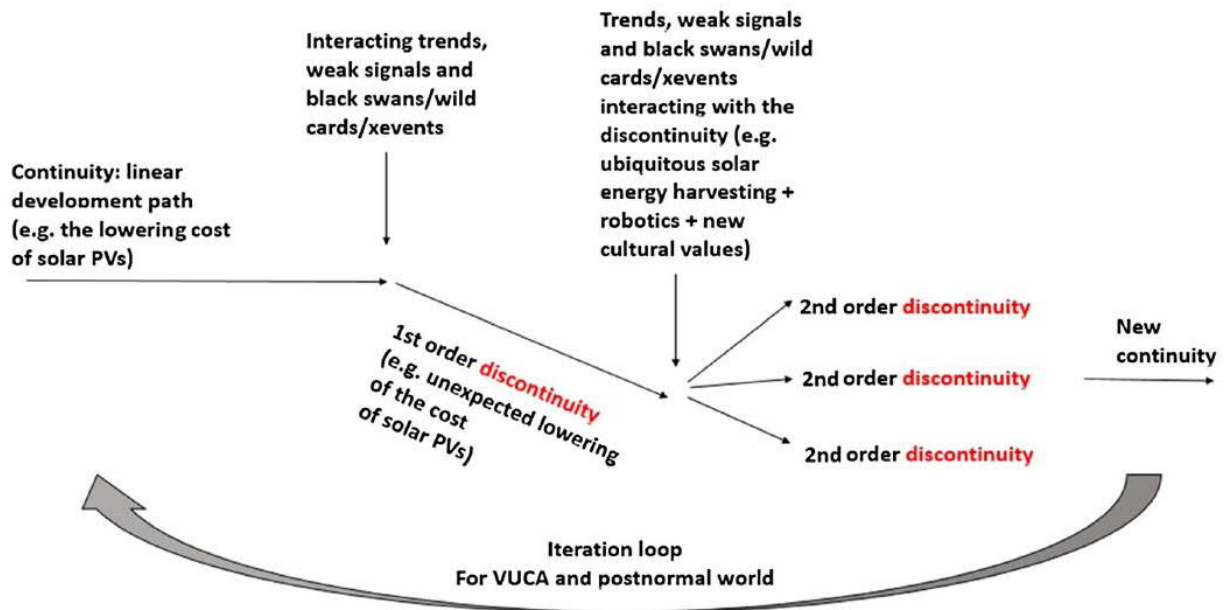 Interacting trends,
weak signals and
black swans/wild
cards/xevents
Trends, weak signals
and black swans/wild
cards/xevents
interacting with the
discontinuity (e.g.
ubiquitous solar
energy harvesting +
robotics + new
cultural values)
Continuity: linear
development path
(e.g. the lowering cost
of solar PVs)
1st order discontinuity
(e.g. unexpected lowering
of the cost
of solar PVs)
2nd order discontinuity
2nd order discontinuity
2nd order discontinuity
New
continuity
Iteration loop
For VUCA and postnormal world